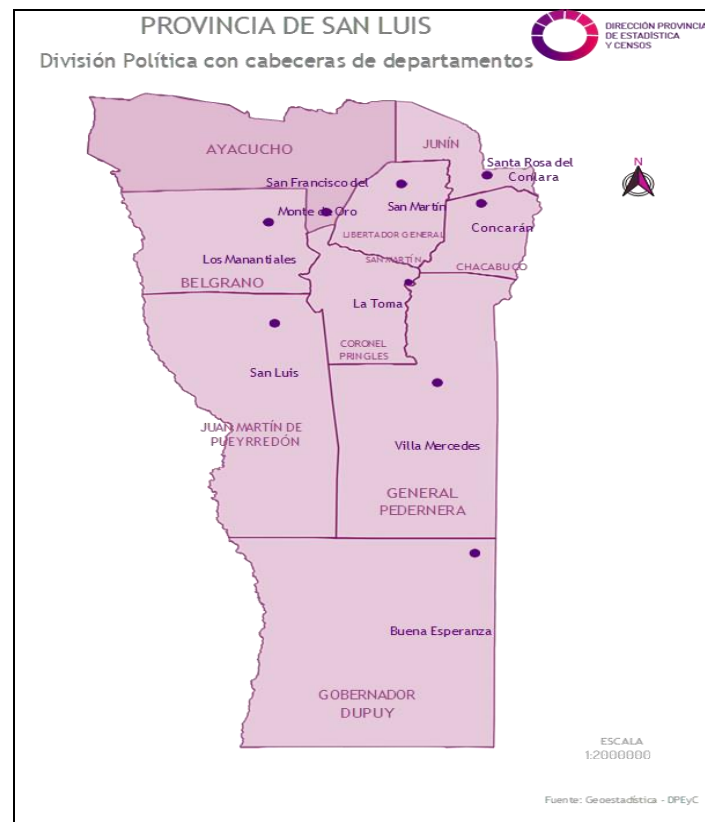 PROVINCIA DE SAN LUIS
División Política con cabeceras de departamentos
DIRECCIÓN PROVINCIA
DE ESTADÍSTICA
Y CENSOS
AYACUCHO
JUNÍN
Santa Rosa del
Conlara
N
San Francisco del
Monte de Oro
San Martín
LIBERTADOR GENERAL
SAN MARTÍN
Concarán
CHACABUCO
Los Manantiales
BELGRANO
La Toma
CORONEL
PRINGLES
San Luis
JUAN MARTÍN DE
PUEYRREDÓN
Villa Mercedes
GENERAL
PEDERNERA
Buena Esperanza
GOBERNADOR
DUPUY
ESCALA
1:2000000
Fuente: Geoestadística - DPEyC